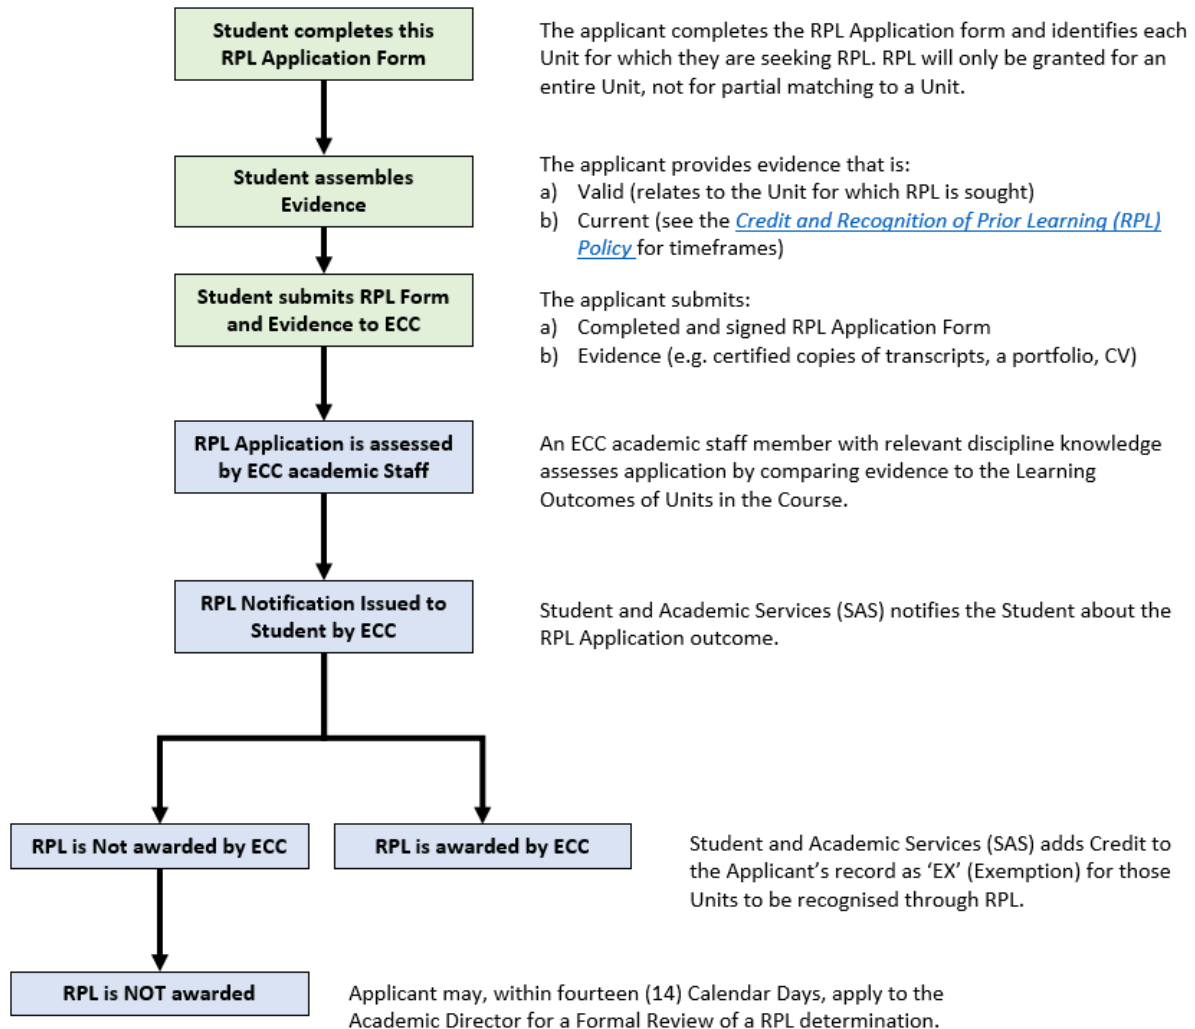 Student completes this
RPL Application Form
The applicant completes the RPL Application form and identifies each
Unit for which they are seeking RPL. RPL will only be granted for an
entire Unit, not for partial matching to a Unit.
Student assembles
Evidence
The applicant provides evidence that is:
a) Valid (relates to the Unit for which RPL is sought)
b) Current (see the Credit and Recognition of Prior Learning (RPL)
Policy for timeframes)
Student submits RPL Form
and Evidence to ECC
The applicant submits:
a) Completed and signed RPL Application Form
b) Evidence (e.g. certified copies of transcripts, a portfolio, CV)
RPL Application is assessed
by ECC academic Staff
An ECC academic staff member with relevant discipline knowledge
assesses application by comparing evidence to the Learning
Outcomes of Units in the Course.
RPL Notification Issued to
Student by ECC
Student and Academic Services (SAS) notifies the Student about the
RPL Application outcome.
RPL is Not awarded by ECC
RPL is awarded by ECC
Student and Academic Services (SAS) adds Credit to
the Applicant’s record as ‘EX’ (Exemption) for those
Units to be recognised through RPL.
RPL is NOT awarded
Applicant may, within fourteen (14) Calendar Days, apply to the
Academic Director for a Formal Review of a RPL determination.